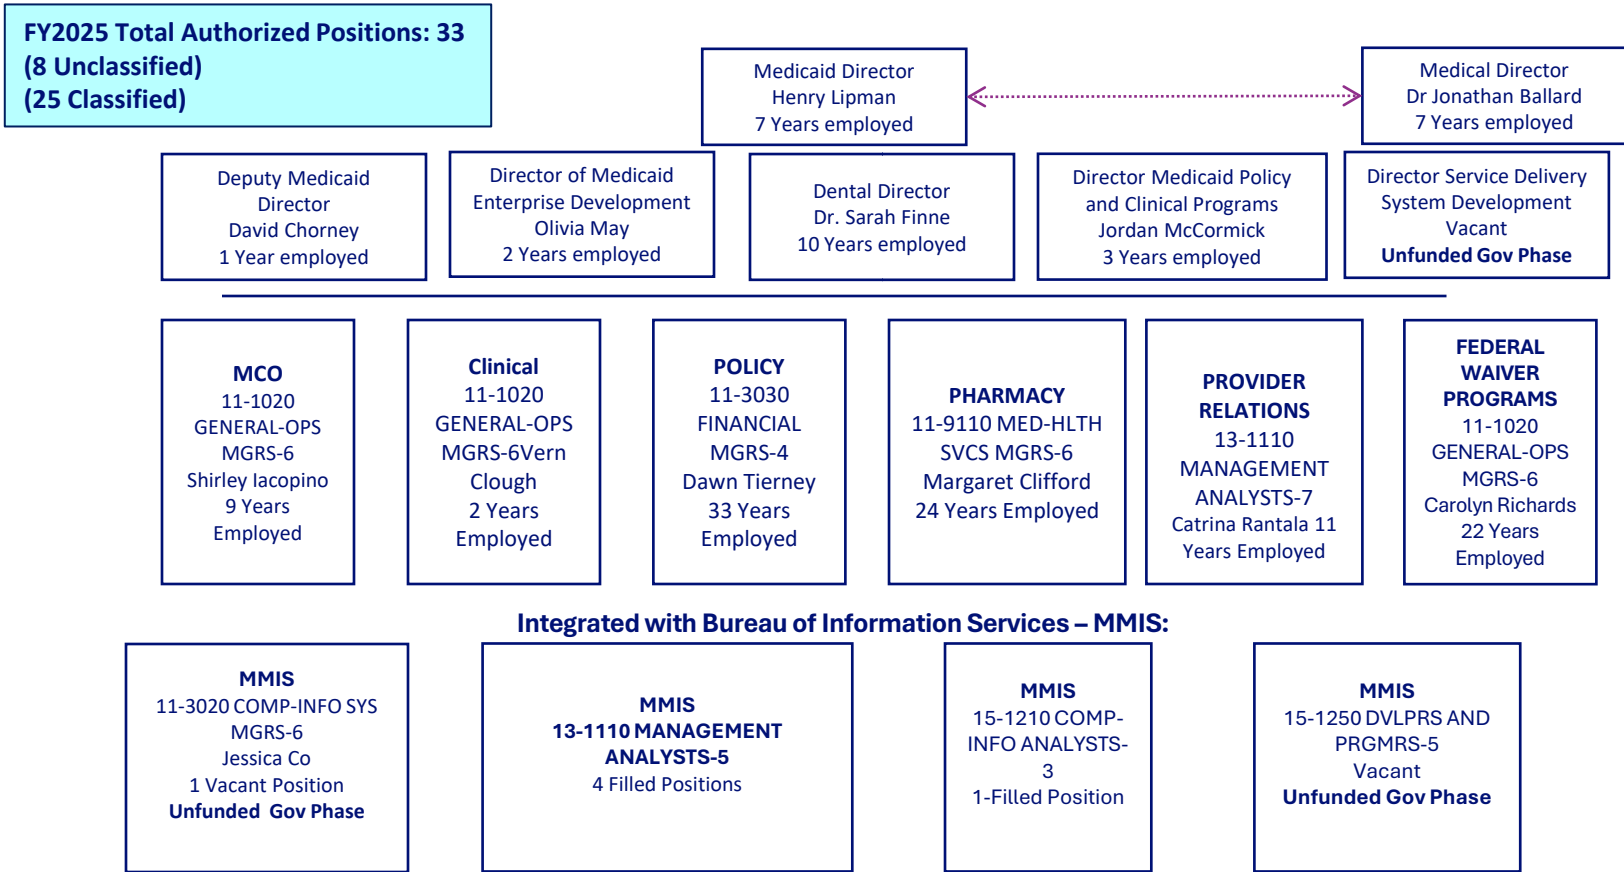 FY2025 Total Authorized Positions: 33
(8 Unclassified)
(25 Classified)
Medicaid Director
Henry Lipman
7 Years employed
Medical Director
Dr Jonathan Ballard
7 Years employed
Deputy Medicaid
Director
David Chorney
1 Year employed
Director of Medicaid
Enterprise Development
Olivia May
2 Years employed
Dental Director
Dr. Sarah Finne
10 Years employed
Director Medicaid Policy
and Clinical Programs
Jordan McCormick
3 Years employed
Director Service Delivery
System Development
Vacant
Unfunded Gov Phase
MCO
11-1020
GENERAL-OPS
MGRS-6
Shirley Iacopino
9 Years
Employed
Clinical
11-1020
GENERAL-OPS
MGRS-6Vern
Clough
2 Years
Employed
POLICY
11-3030
FINANCIAL
MGRS-4
Dawn Tierney
33 Years
Employed
PHARMACY
11-9110 MED-HLTH
SVCS MGRS-6
Margaret Clifford
24 Years Employed
PROVIDER
RELATIONS
13-1110
MANAGEMENT
ANALYSTS-7
Catrina Rantala 11
Years Employed
FEDERAL
WAIVER
PROGRAMS
11-1020
GENERAL-OPS
MGRS-6
Carolyn Richards
22 Years
Employed
Integrated with Bureau of Information Services – MMIS:
MMIS
11-3020 COMP-INFO SYS
MGRS-6
Jessica Co
1 Vacant Position
Unfunded Gov Phase
MMIS
13-1110 MANAGEMENT
ANALYSTS-5
4 Filled Positions
MMIS
15-1210 COMP-
INFO ANALYSTS-
3
1-Filled Position
MMIS
15-1250 DVLPRS AND
PRGMRS-5
Vacant
Unfunded Gov Phase